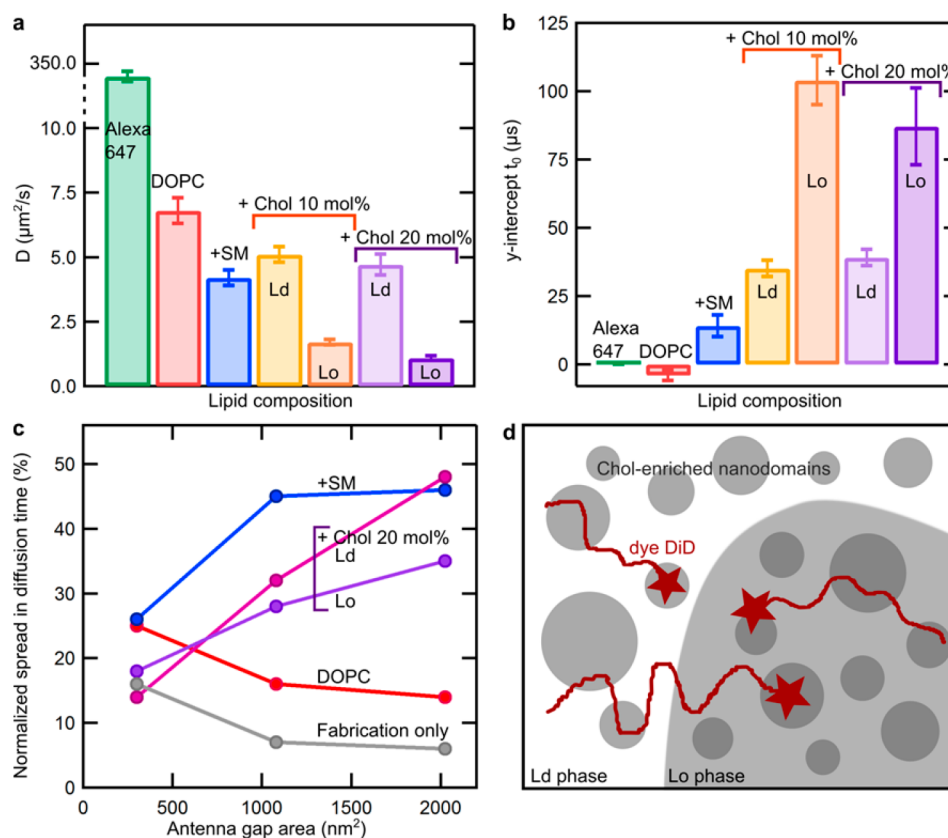 a
D (µm²/s)
350.0
10.0
7.5
5.0
2.5
0.0
Alexa
647
DOPC
+SM
+ Chol 10 mol%
Ld
Lo
+ Chol 20 mol%
Ld
Lo
Lipid composition
b
y-intercept t₀ (µs)
120
100
75
50
25
0
Alexa
647
DOPC
+SM
+ Chol 10 mol%
Ld
Lo
+ Chol 20 mol%
Ld
Lo
Lipid composition
c
Normalized spread in diffusion time (%)
50
40
30
20
10
0
+SM
+ Chol 20 mol%
Ld
Lo
DOPC
Fabrication only
0
500
1000
1500
2000
Antenna gap area (nm²)
d
Chol-enriched nanodomains
dye DiD
Ld phase
Lo phase